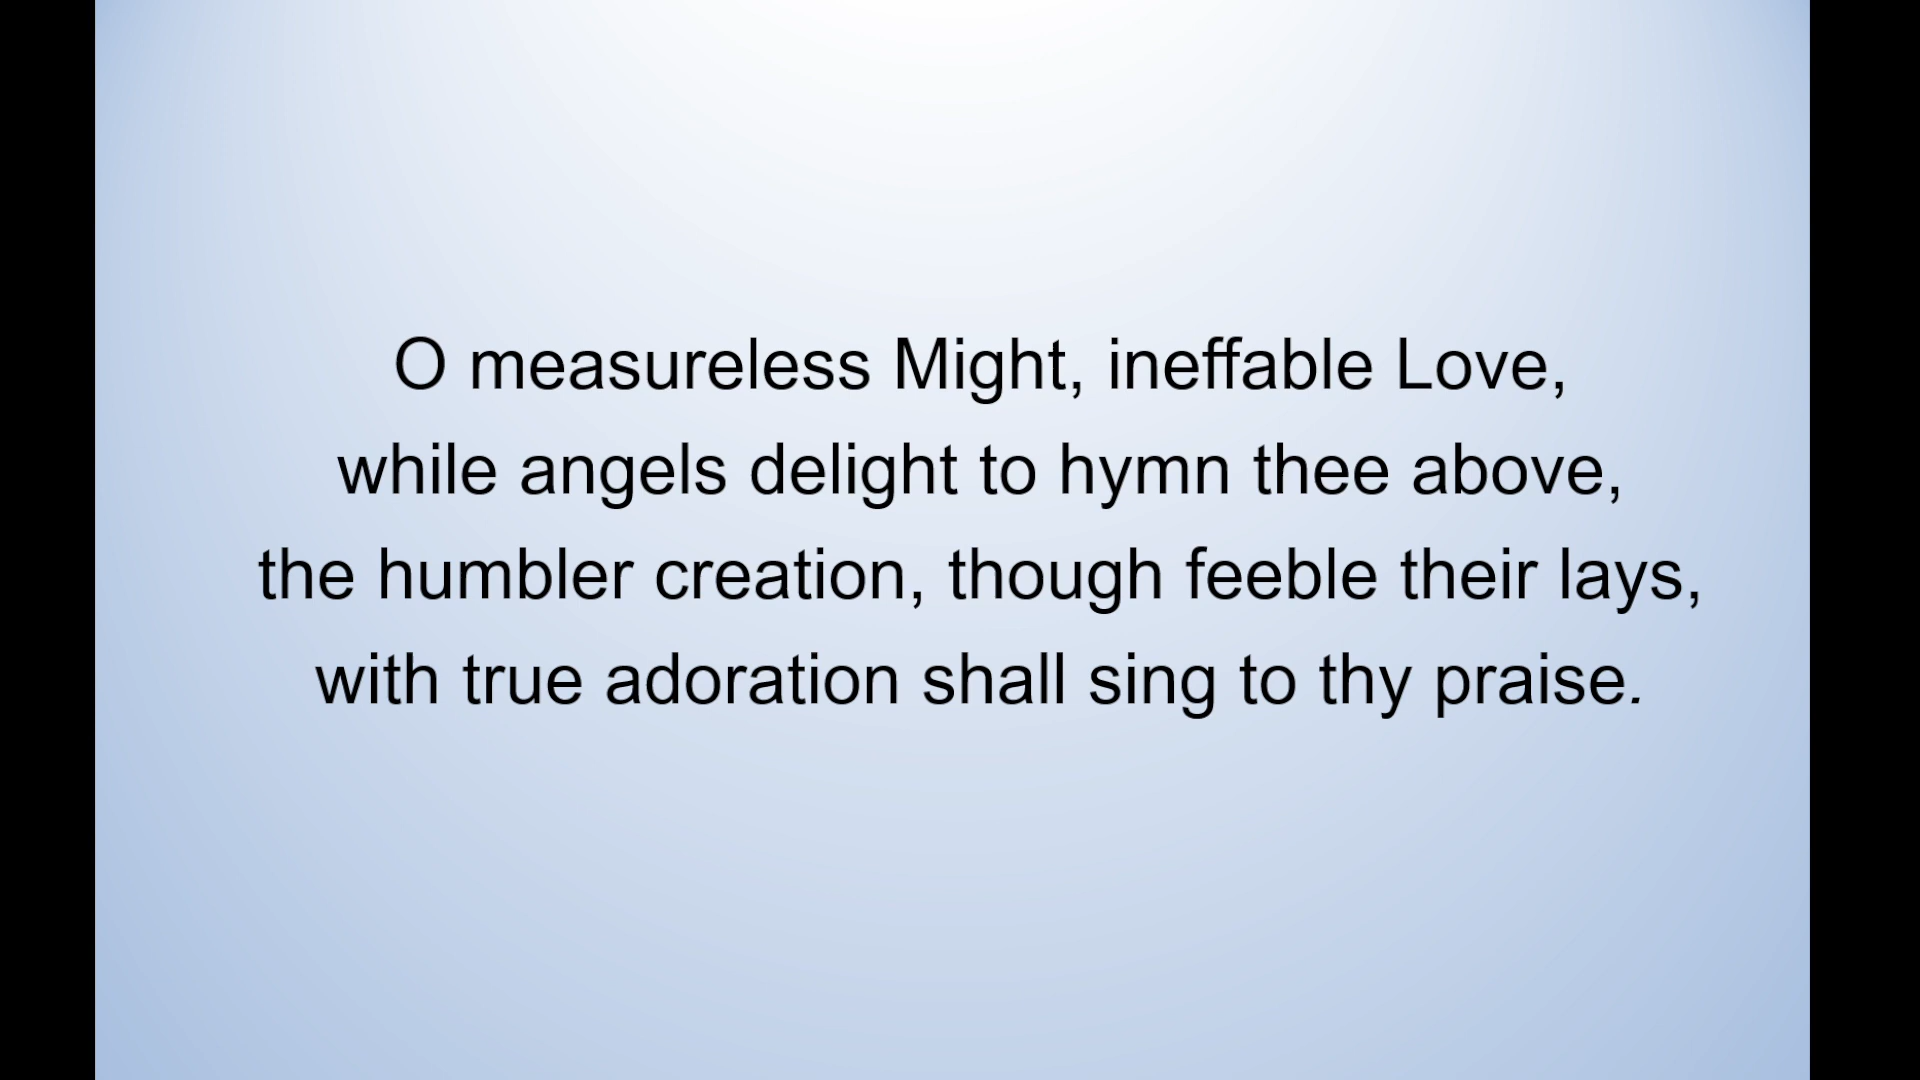 O measureless Might, ineffable Love,
while angels delight to hymn thee above,
the humbler creation, though feeble their lays,
with true adoration shall sing to thy praise.